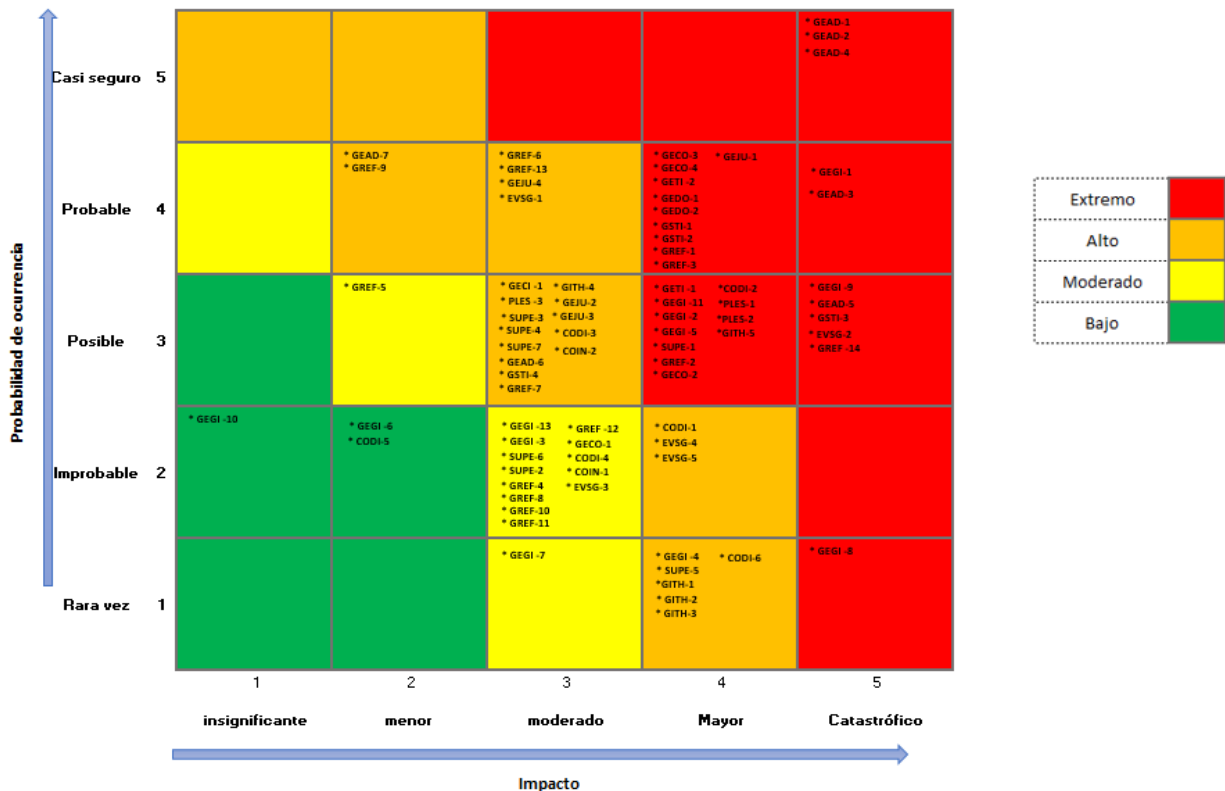 Probabilidad de ocurrencia
Casi seguro 5
* GEAD-1
* GEAD-2
* GEAD-4
Probable 4
* GEAD-7
* GREF-9
* GREF-6
* GREF-13
* GEJU-4
* EVSG-1
* GECO-3 * GEJU-1
* GECO-4
* GETI -2
* GEDO-1
* GEDO-2
* GSTI-1
* GSTI-2
* GREF-1
* GREF-3
* GEGI-1
* GEAD-3
Posible 3
* GREF-5
* GECI -1 * GITH-4
* PLES -3 * GEJU-2
* SUPE-3 * GEJU-3
* SUPE-4 * CODI-3
* SUPE-7 * COIN-2
* GEAD-6
* GSTI-4
* GREF-7
* GETI -1 *CODI-2
* GEGI -11 *PLES-1
* GEGI -2 *PLES-2
* GEGI -5 *GITH-5
* SUPE-1
* GREF-2
* GECO-2
* GEGI -9
* GEAD-5
* GSTI-3
* EVSG-2
* GREF -14
Improbable 2
* GEGI -10
* GEGI -6
* CODI-5
* GEGI -13 * GREF -12
* GEGI -3 * GECO-1
* SUPE-6 * CODI-4
* SUPE-2 * COIN-1
* GREF-4 * EVSG-3
* GREF-8
* GREF-10
* GREF-11
* CODI-1
* EVSG-4
* EVSG-5
Rara vez 1
* GEGI -7
* GEGI -4 * CODI-6
* SUPE-5
*GITH-1
* GITH-2
* GITH-3
* GEGI -8
1 2 3 4 5
insignificante menor moderado Mayor Catastrófico
Impacto
Extremo
Alto
Moderado
Bajo